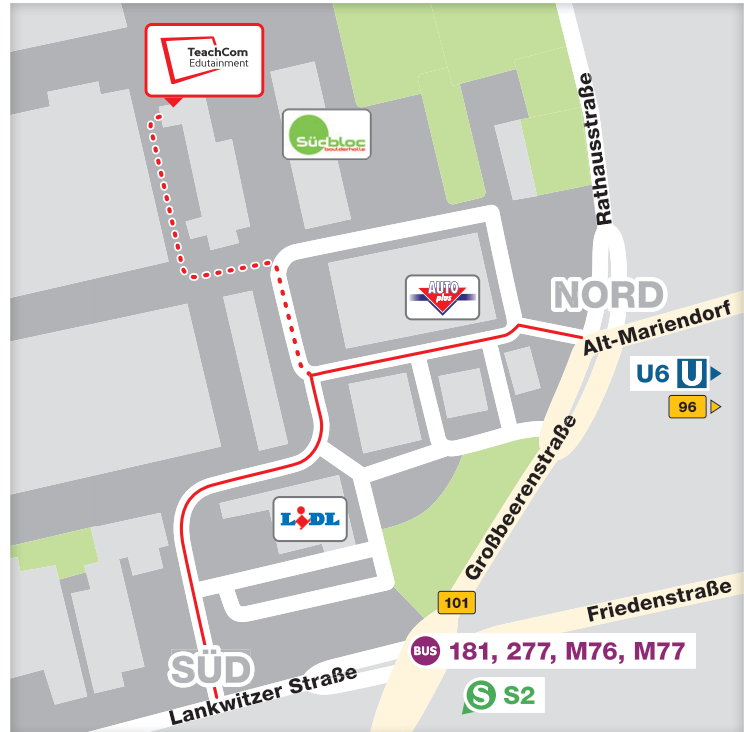 TeachCom
Edutainment
Südbloc
boulderhalle
Rathausstraße
AUTO
plus
NORD
Alt-Mariendorf
U6 U
96
Großbeerenstraße
LIDL
101
Friedenstraße
BUS 181, 277, M76, M77
SÜD
Lankwitzer Straße
S S2